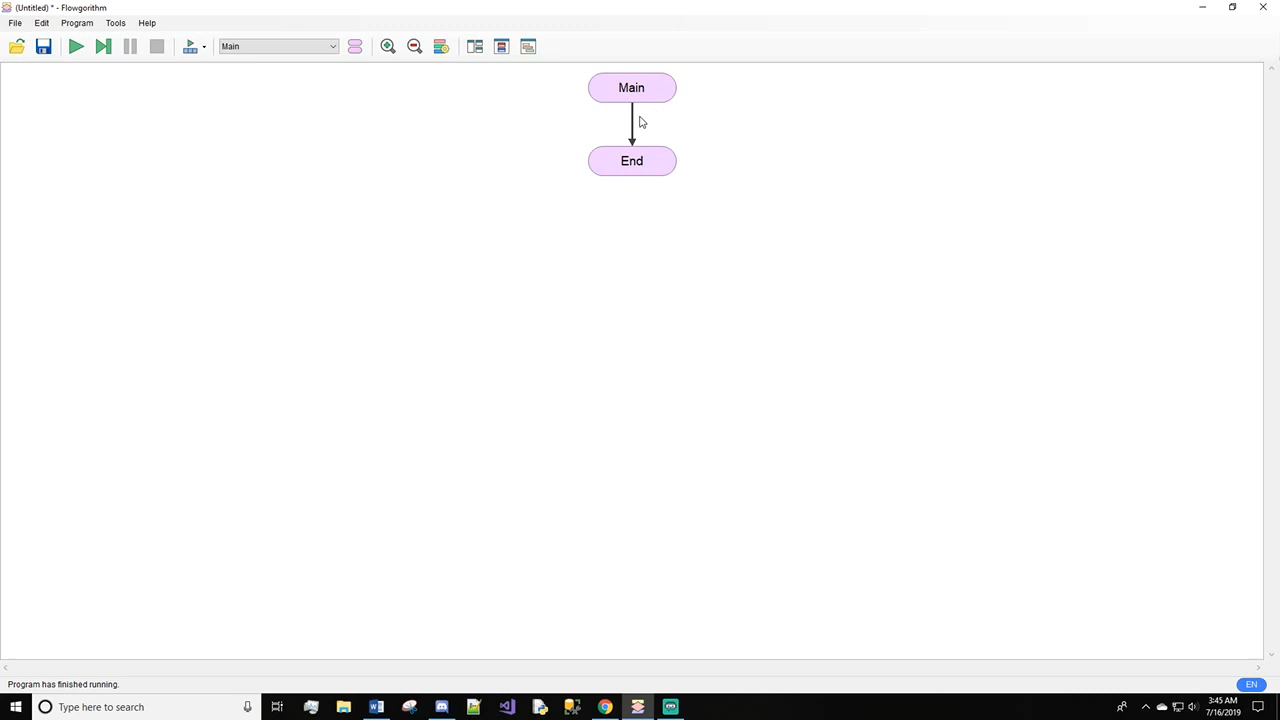 (Untitled) * - Flowgorithm
File Edit Program Tools Help
Main
Main
End
Program has finished running.
EN
Type here to search
3:45 AM
7/16/2019